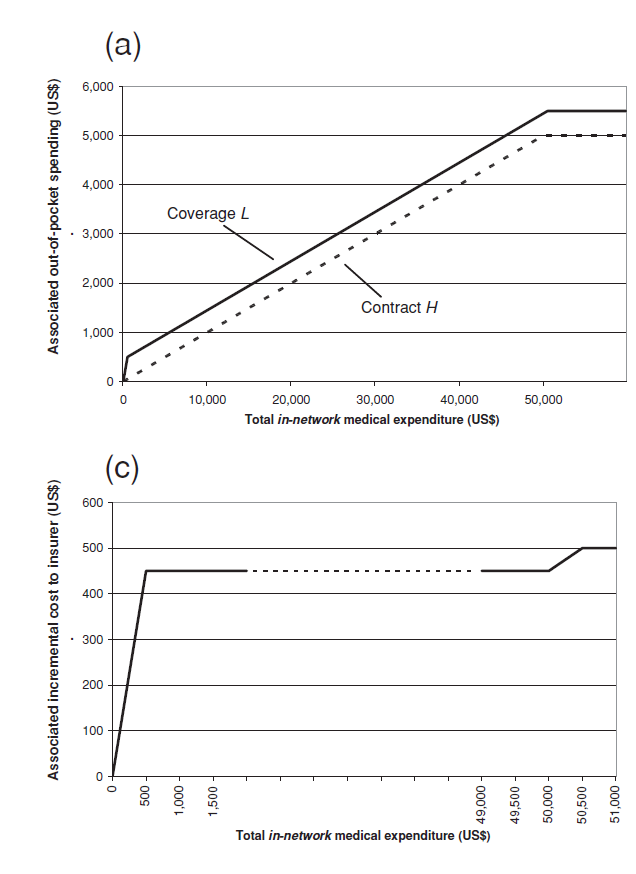 (a)
Associated out-of-pocket spending (US$)
6,000
5,000
4,000
3,000
2,000
1,000
0
Coverage L
Contract H
0 10,000 20,000 30,000 40,000 50,000
Total in-network medical expenditure (US$)
(c)
Associated incremental cost to insurer (US$)
600
500
400
300
200
100
0
0 500 1,000 1,500 49,000 49,500 50,000 50,500 51,000
Total in-network medical expenditure (US$)